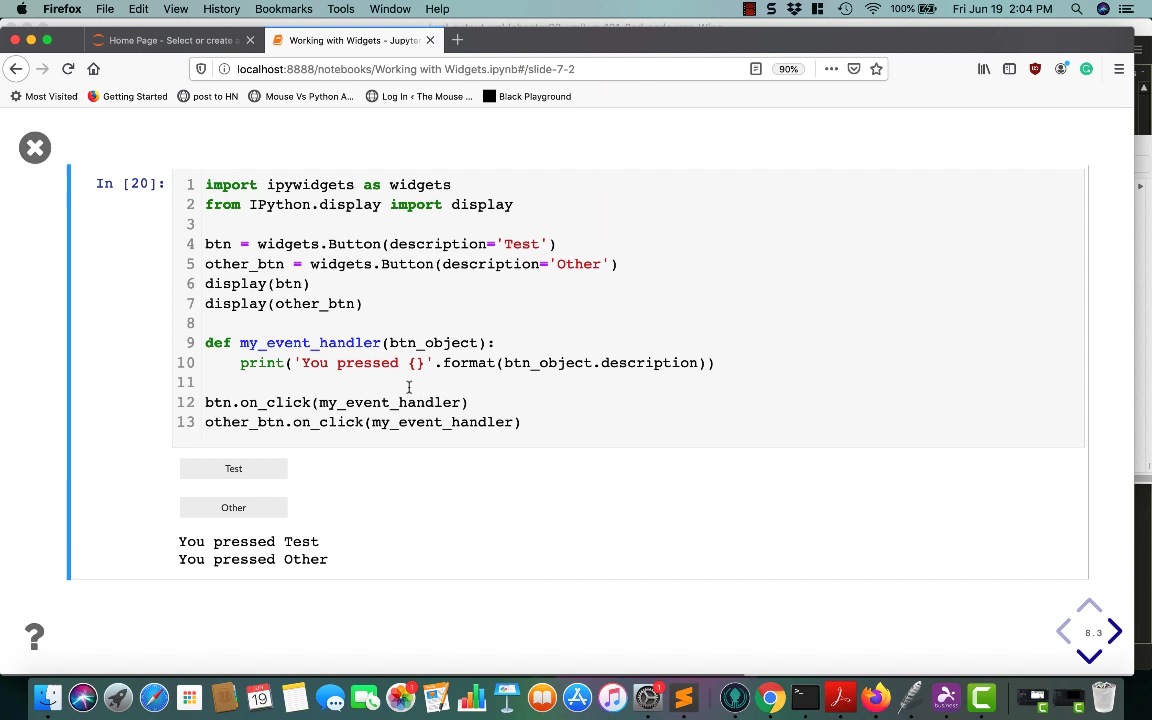 Firefox File Edit View History Bookmarks Tools Window Help 100% Fri Jun 19 2:04 PM
Home Page - Select or create a
Working with Widgets - Jupyter
localhost:8888/notebooks/Working with Widgets.ipynb#/slide-7-2 90%
Most Visited Getting Started post to HN Mouse Vs Python A... Log In ‹ The Mouse ... Black Playground
In [20]:
1 import ipywidgets as widgets
2 from IPython.display import display
3
4 btn = widgets.Button(description='Test')
5 other_btn = widgets.Button(description='Other')
6 display(btn)
7 display(other_btn)
8
9 def my_event_handler(btn_object):
10 print('You pressed {}'.format(btn_object.description))
11
12 btn.on_click(my_event_handler)
13 other_btn.on_click(my_event_handler)
Test
Other
You pressed Test
You pressed Other
8.3
?